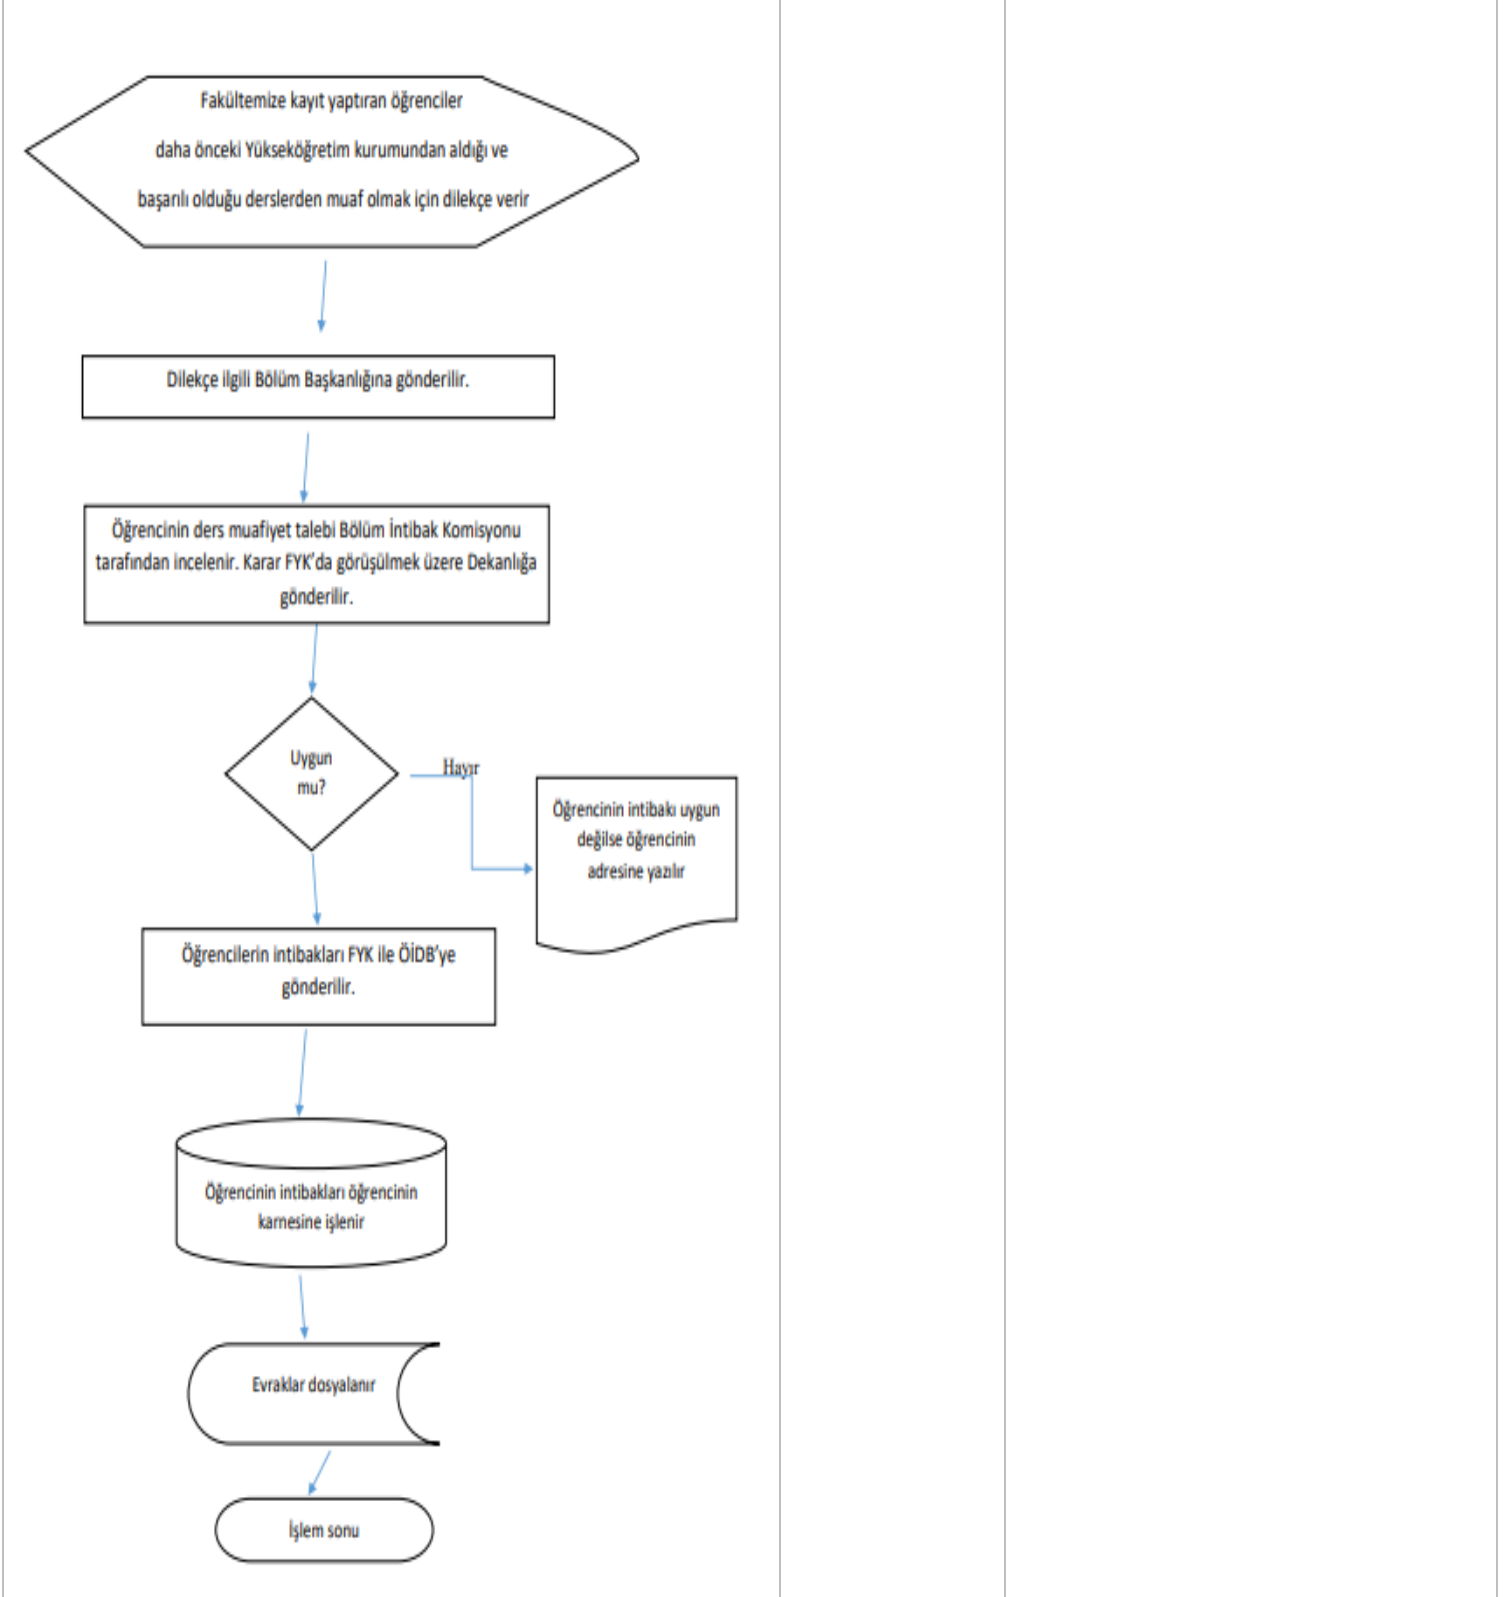 Fakültemize kayıt yaptıran öğrenciler
daha önceki Yükseköğretim kurumundan aldığı ve
başarılı olduğu derslerden muaf olmak için dilekçe verir
Dilekçe ilgili Bölüm Başkanlığına gönderilir.
Öğrencinin ders muafiyet talebi Bölüm İntibak Komisyonu
tarafından incelenir. Karar FYK'da görüşülmek üzere Dekanlığa
gönderilir.
Uygun
mu?
Hayır
Öğrencinin intibakı uygun
değilse öğrencinin
adresine yazılır
Öğrencilerin intibakları FYK ile ÖİDB'ye
gönderilir.
Öğrencinin intibakları öğrencinin
karnesine işlenir
Evraklar dosyalanır
İşlem sonu